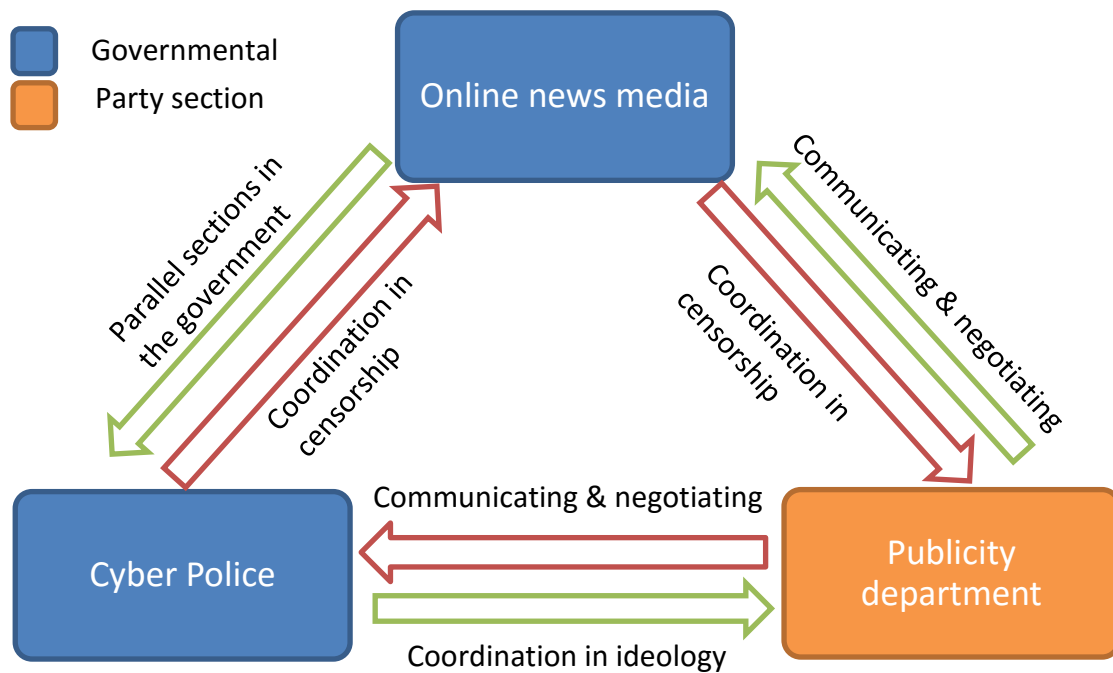 Governmental
Party section
Online news media
Parallel sections in
the government
Coordination in
censorship
Communicating & negotiating
Coordination in
censorship
Communicating & negotiating
Cyber Police
Publicity
department
Coordination in ideology